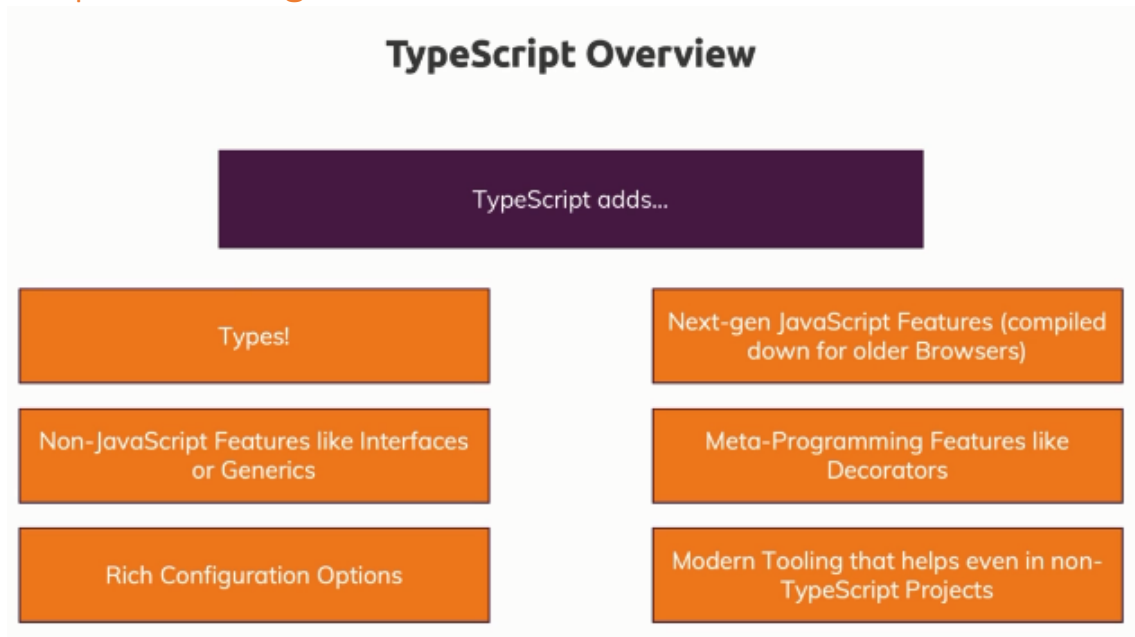 TypeScript Overview
TypeScript adds...
Types!
Next-gen JavaScript Features (compiled
down for older Browsers)
Non-JavaScript Features like Interfaces
or Generics
Meta-Programming Features like
Decorators
Rich Configuration Options
Modern Tooling that helps even in non-
TypeScript Projects